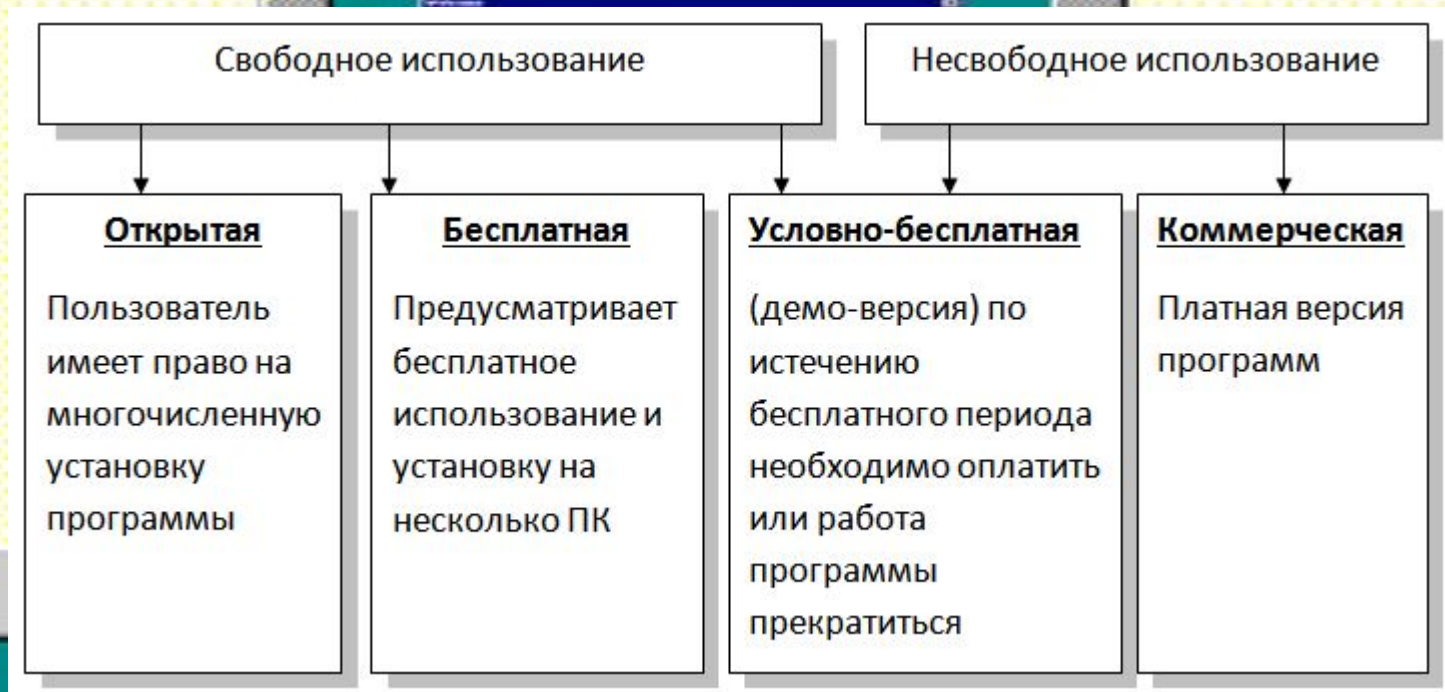 Свободное использование
Несвободное использование
Открытая
Пользователь
имеет право на
многочисленную
установку
программы
Бесплатная
Предусматривает
бесплатное
использование и
установку на
несколько ПК
Условно-бесплатная
(демо-версия) по
истечению
бесплатного периода
необходимо оплатить
или работа
программы
прекратиться
Коммерческая
Платная версия
программ